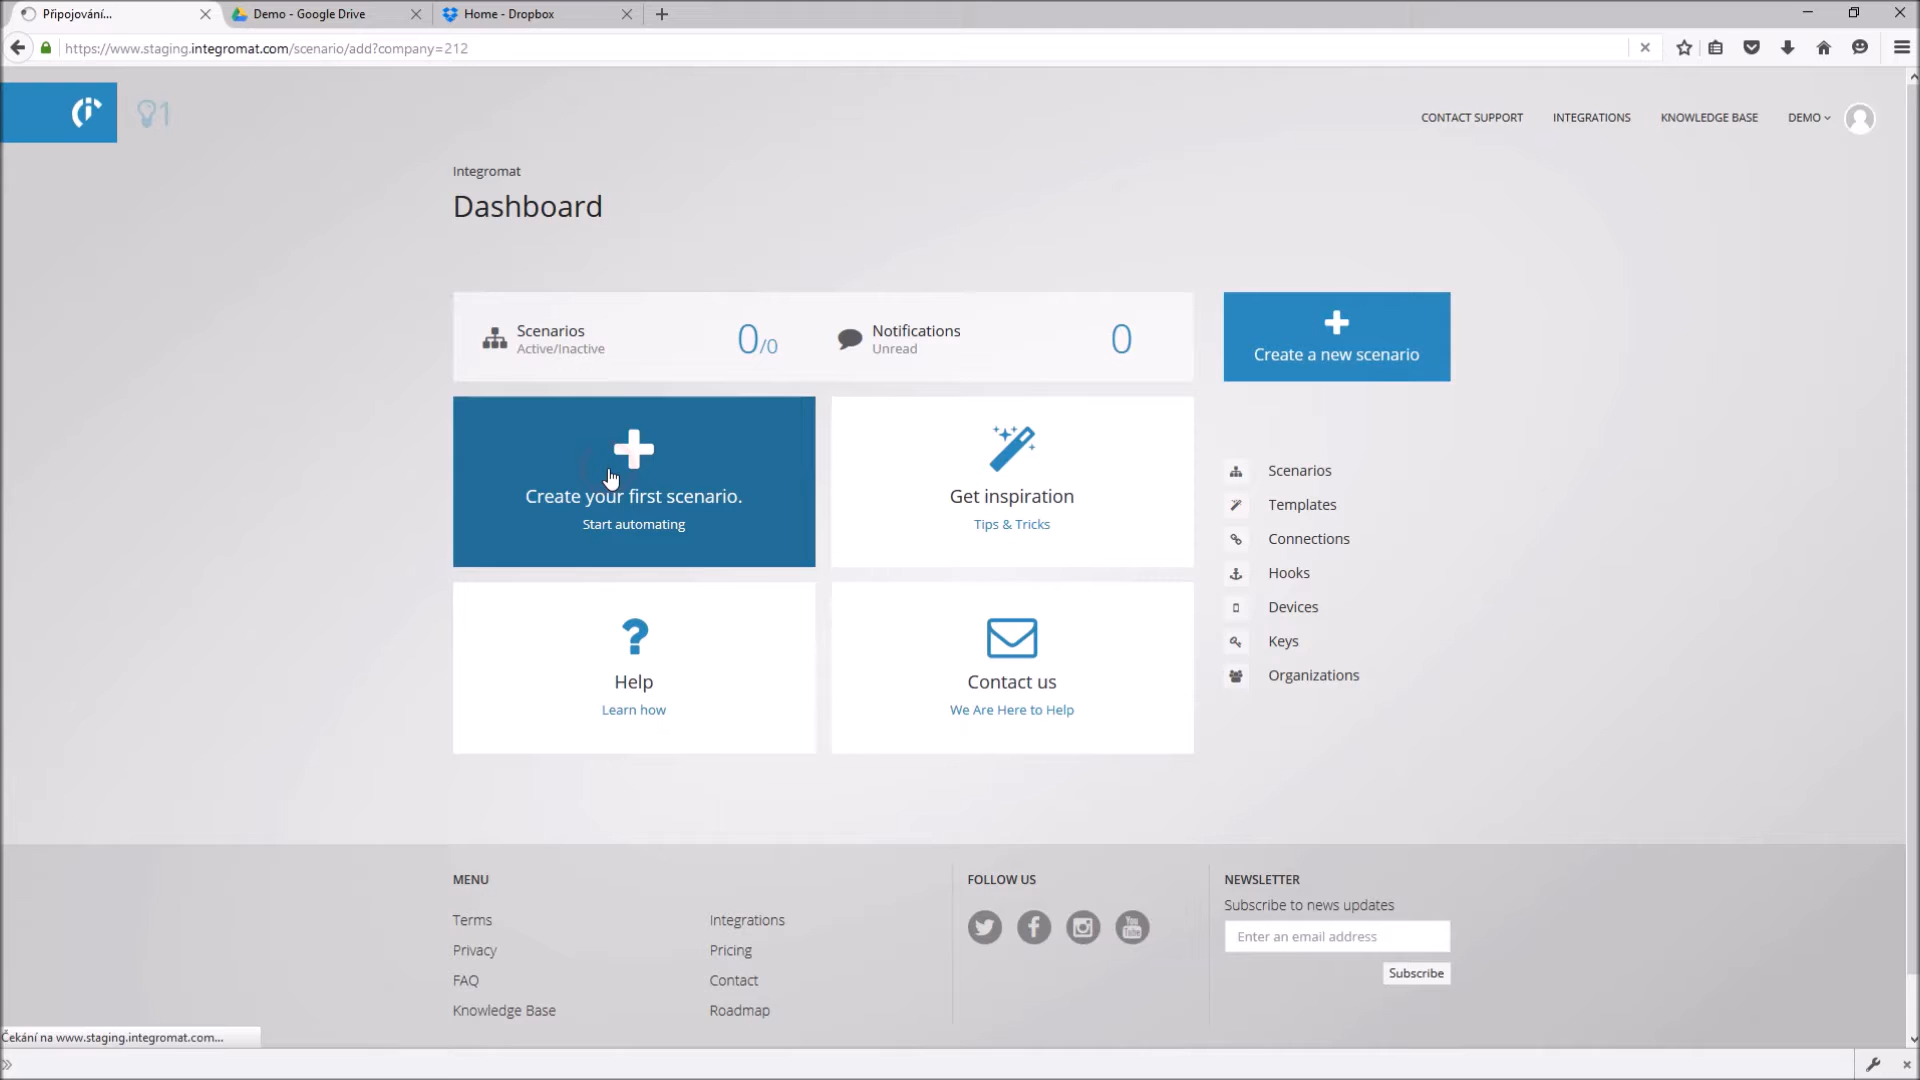 Připojování...
Demo - Google Drive
Home - Dropbox
https://www.staging.integromat.com/scenario/add?company=212
1
CONTACT SUPPORT
INTEGRATIONS
KNOWLEDGE BASE
DEMO
Integromat
Dashboard
Scenarios
Active/Inactive
0/0
Notifications
Unread
0
Create a new scenario
Create your first scenario.
Start automating
Get inspiration
Tips & Tricks
Help
Learn how
Contact us
We Are Here to Help
Scenarios
Templates
Connections
Hooks
Devices
Keys
Organizations
MENU
Terms
Privacy
FAQ
Knowledge Base
Integrations
Pricing
Contact
Roadmap
FOLLOW US
You
Tube
NEWSLETTER
Subscribe to news updates
Enter an email address
Subscribe
Čekání na www.staging.integromat.com...